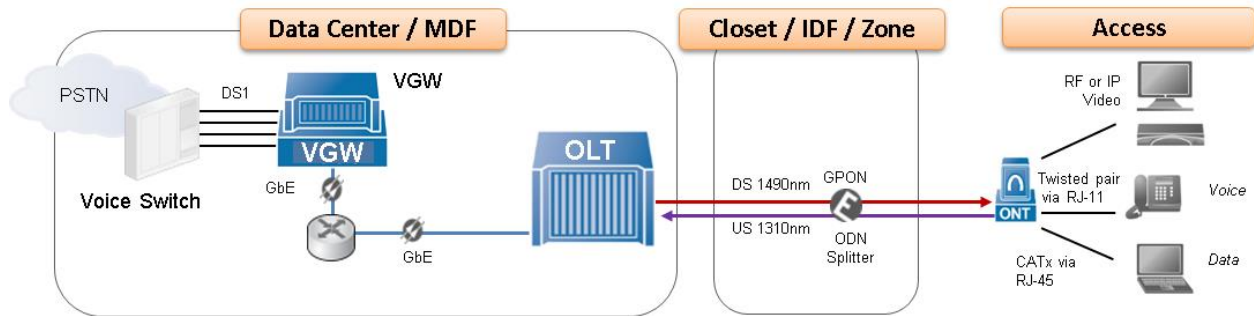 Data Center / MDF
Closet / IDF / Zone
Access
PSTN
DS1
VGW
VGW
Voice Switch
GbE
GbE
OLT
DS 1490nm
GPON
US 1310nm
ODN
Splitter
ONT
RF or IP
Video
Twisted pair
via RJ-11
Voice
CATx via
RJ-45
Data